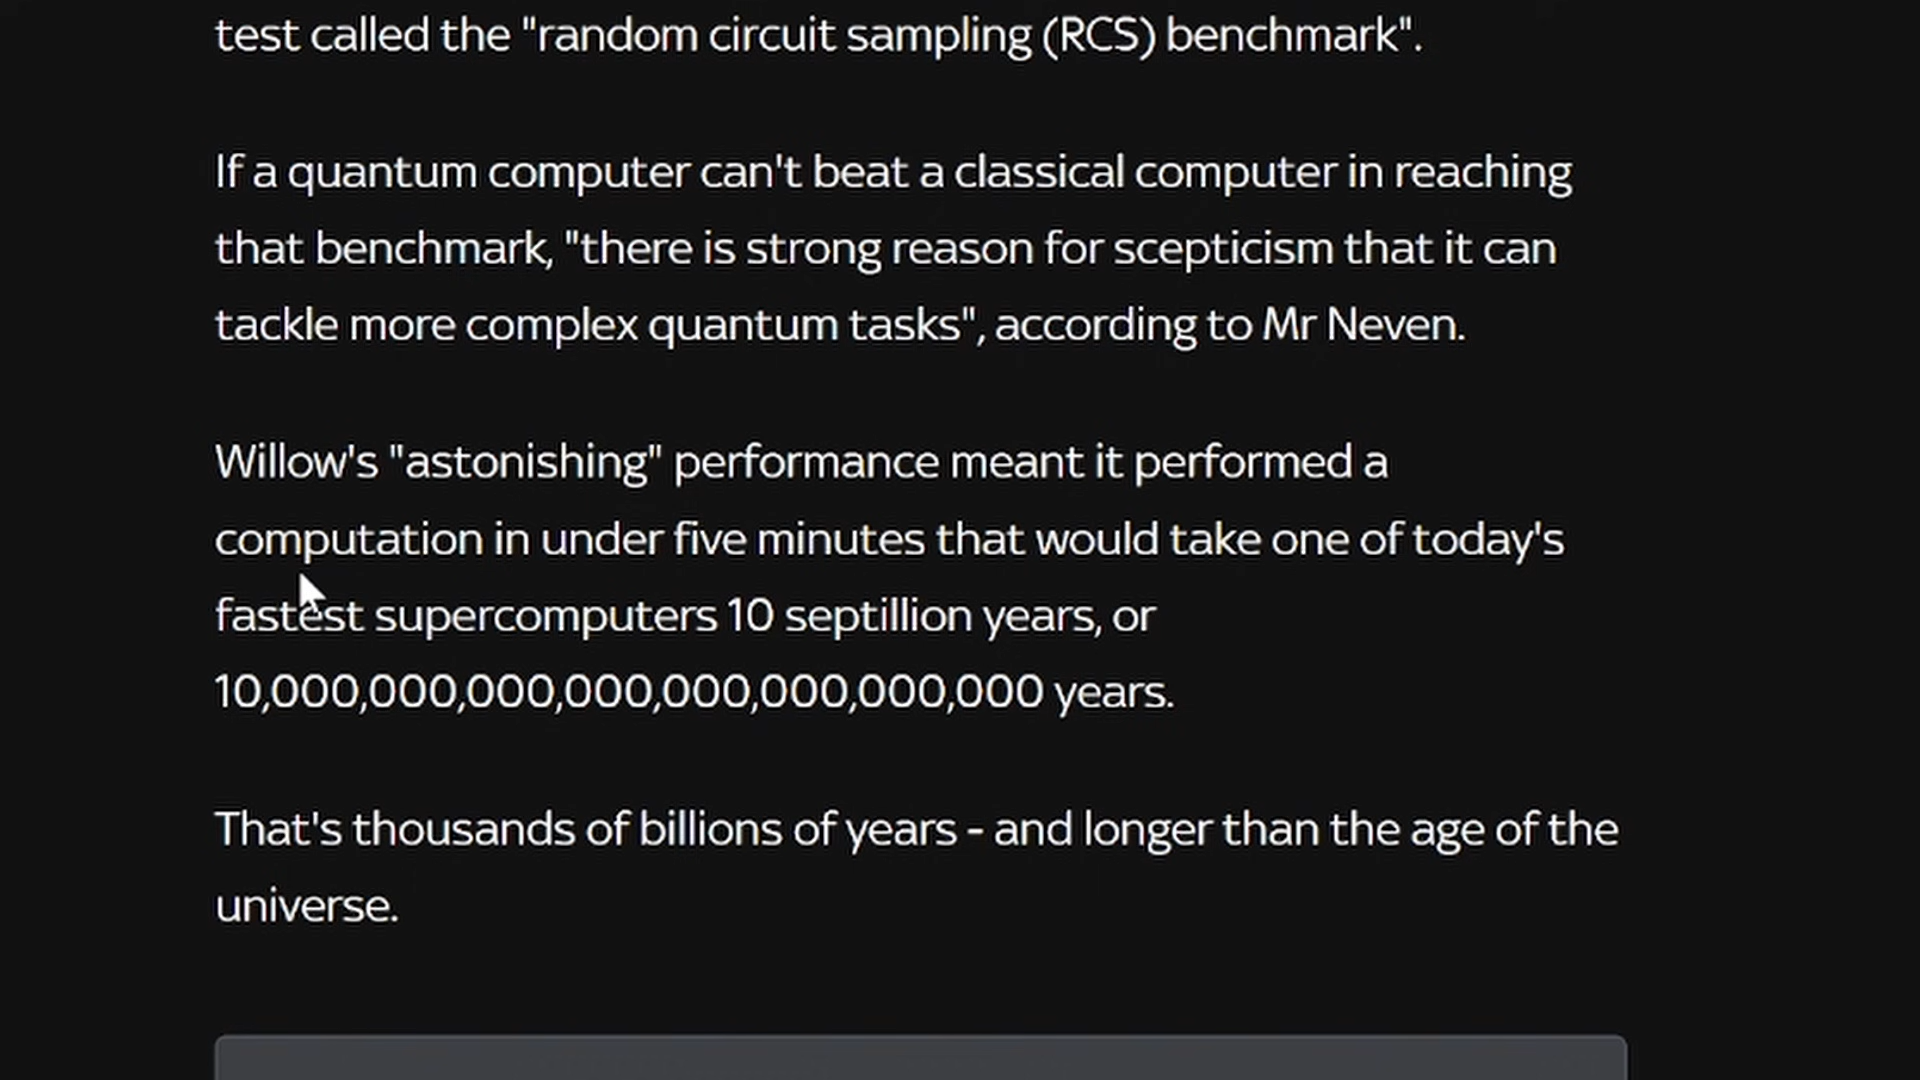 test called the "random circuit sampling (RCS) benchmark".
If a quantum computer can't beat a classical computer in reaching
that benchmark, "there is strong reason for scepticism that it can
tackle more complex quantum tasks", according to Mr Neven.
Willow's "astonishing" performance meant it performed a
computation in under five minutes that would take one of today's
fastest supercomputers 10 septillion years, or
10,000,000,000,000,000,000,000,000 years.
That's thousands of billions of years - and longer than the age of the
universe.